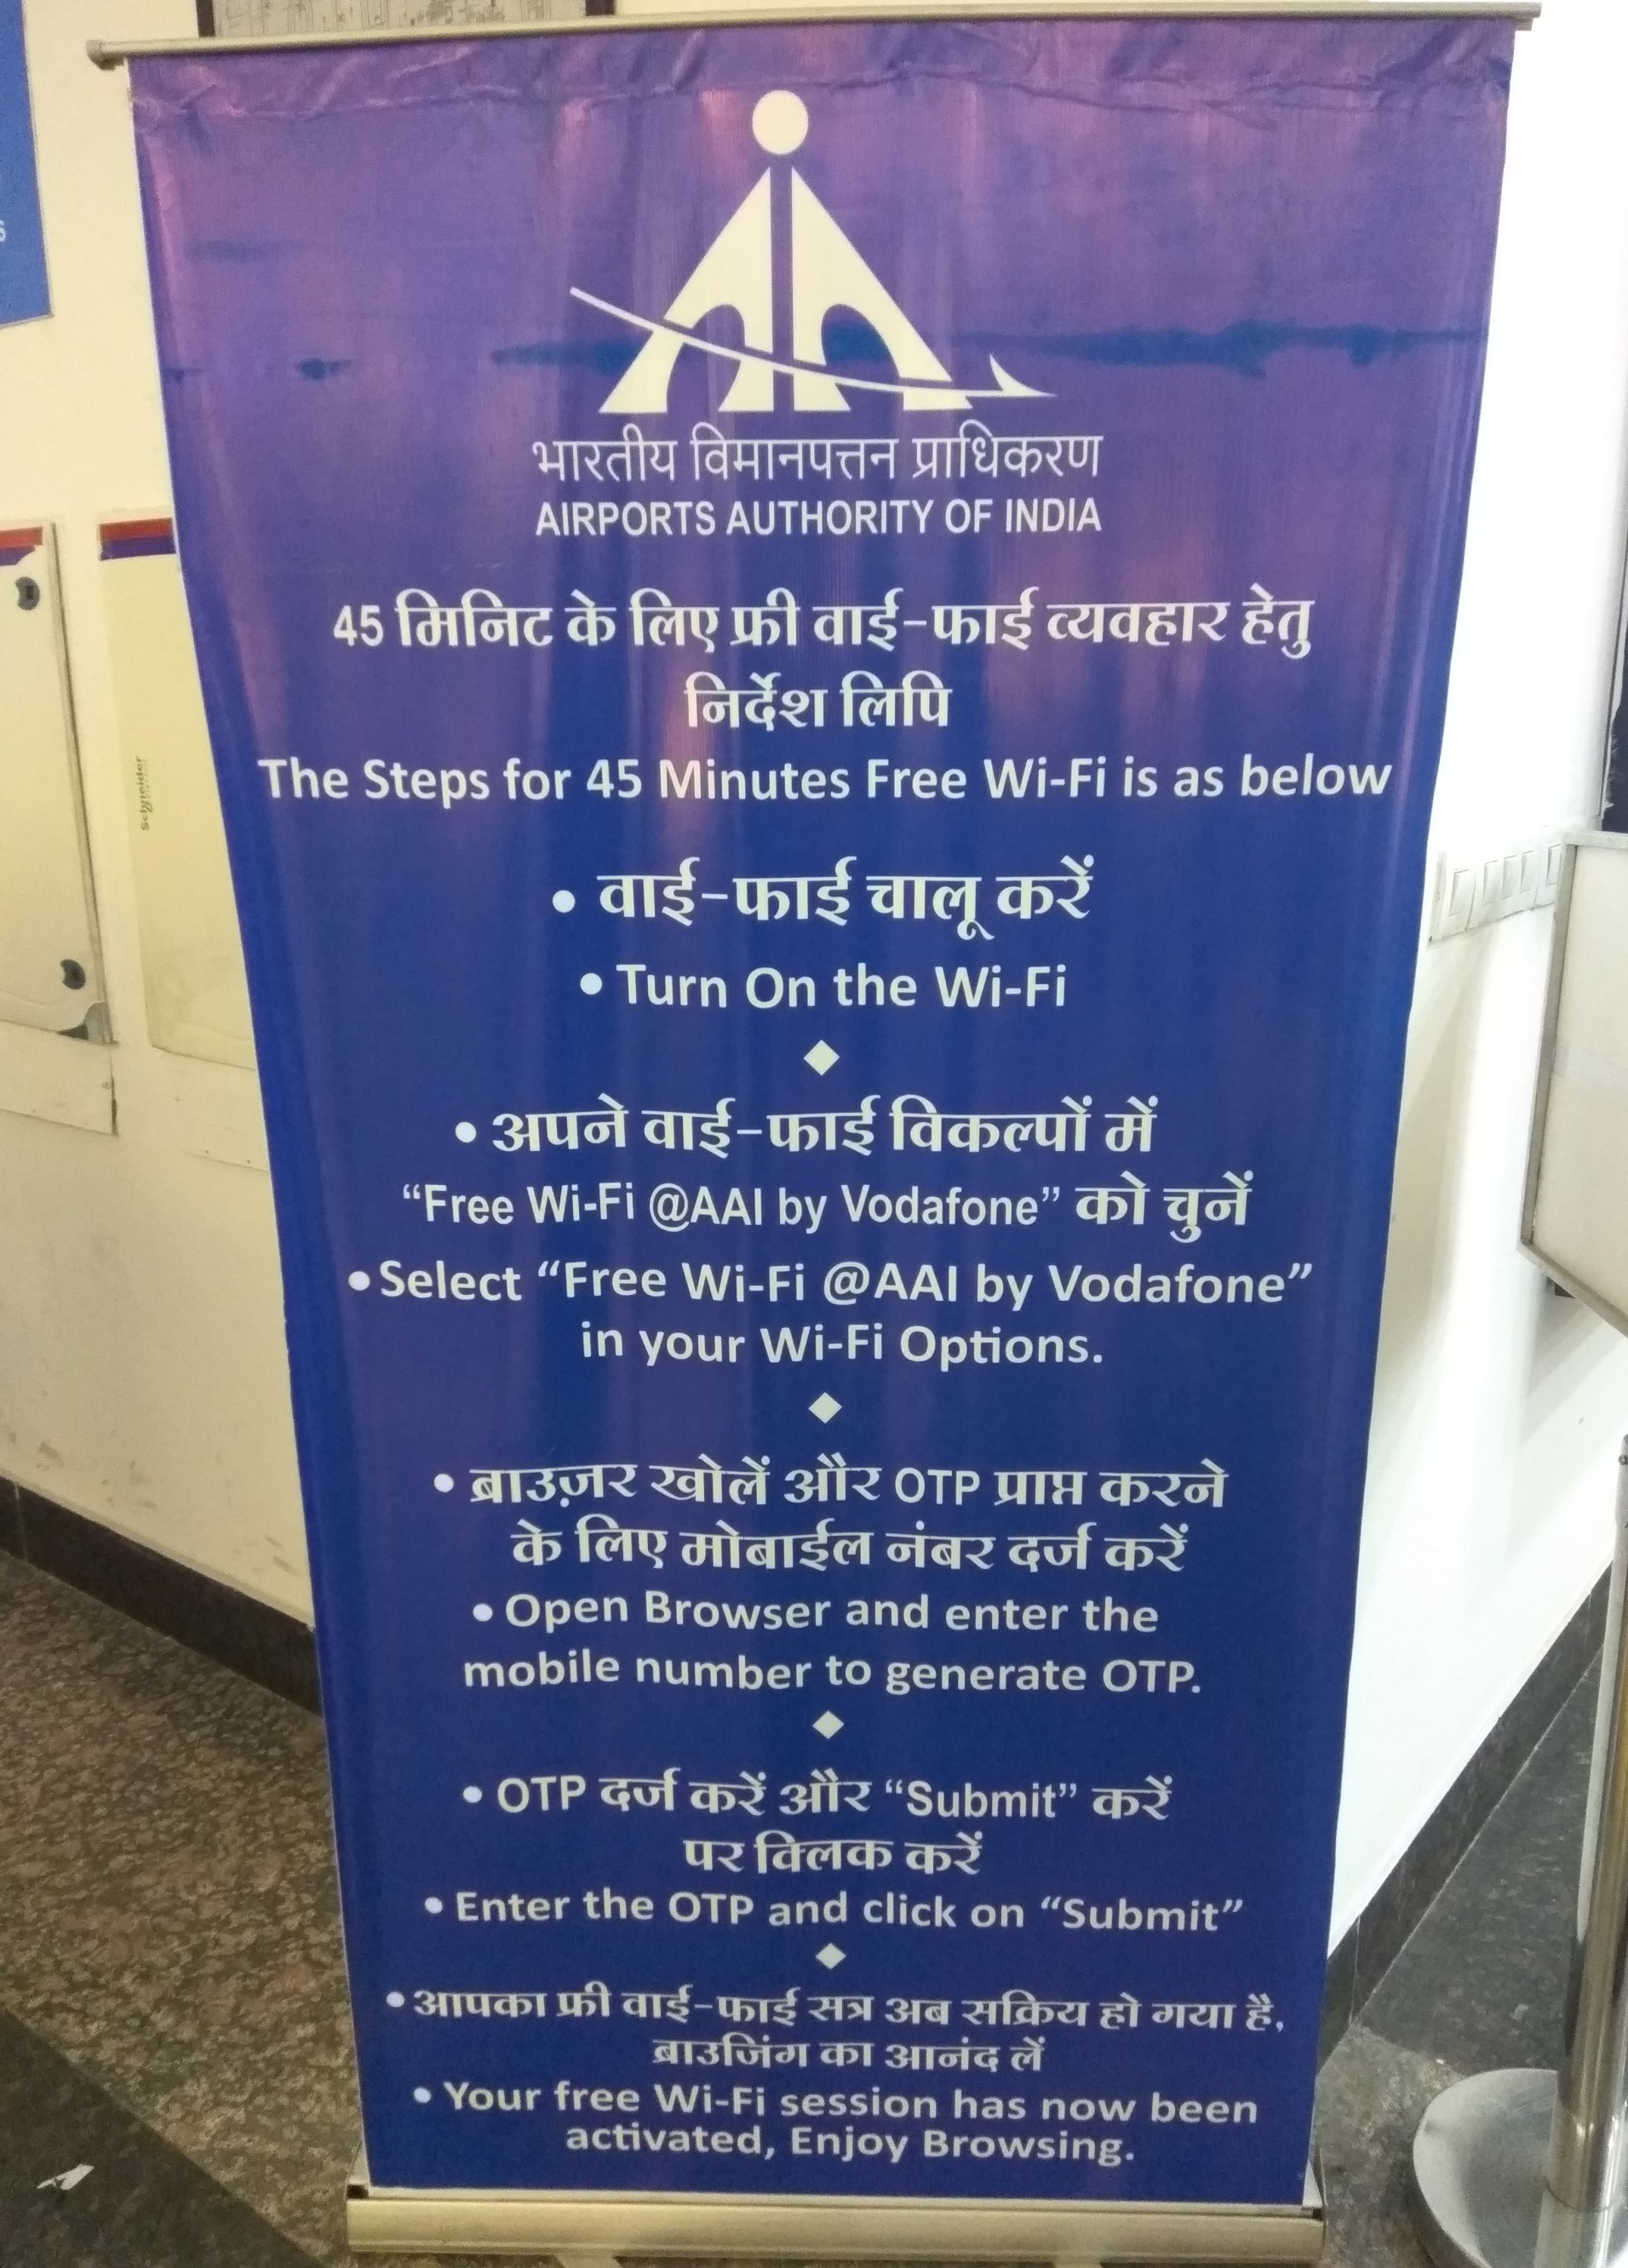 भारतीय विमानपत्तन प्राधिकरण
AIRPORTS AUTHORITY OF INDIA
45 मिनिट के लिए फ्री वाई-फाई व्यवहार हेतु
निर्देश लिपि
The Steps for 45 Minutes Free Wi-Fi is as below
• वाई-फाई चालू करें
• Turn On the Wi-Fi
• अपने वाई-फाई विकल्पों में
“Free Wi-Fi @AAI by Vodafone” को चुनें
• Select “Free Wi-Fi @AAI by Vodafone”
in your Wi-Fi Options.
• ब्राउज़र खोलें और OTP प्राप्त करने
के लिए मोबाईल नंबर दर्ज करें
• Open Browser and enter the
mobile number to generate OTP.
• OTP दर्ज करें और “Submit” करें
पर क्लिक करें
• Enter the OTP and click on “Submit”
• आपका फ्री वाई-फाई सत्र अब सक्रिय हो गया है,
ब्राउजिंग का आनंद लें
• Your free Wi-Fi session has now been
activated, Enjoy Browsing.
Schneider